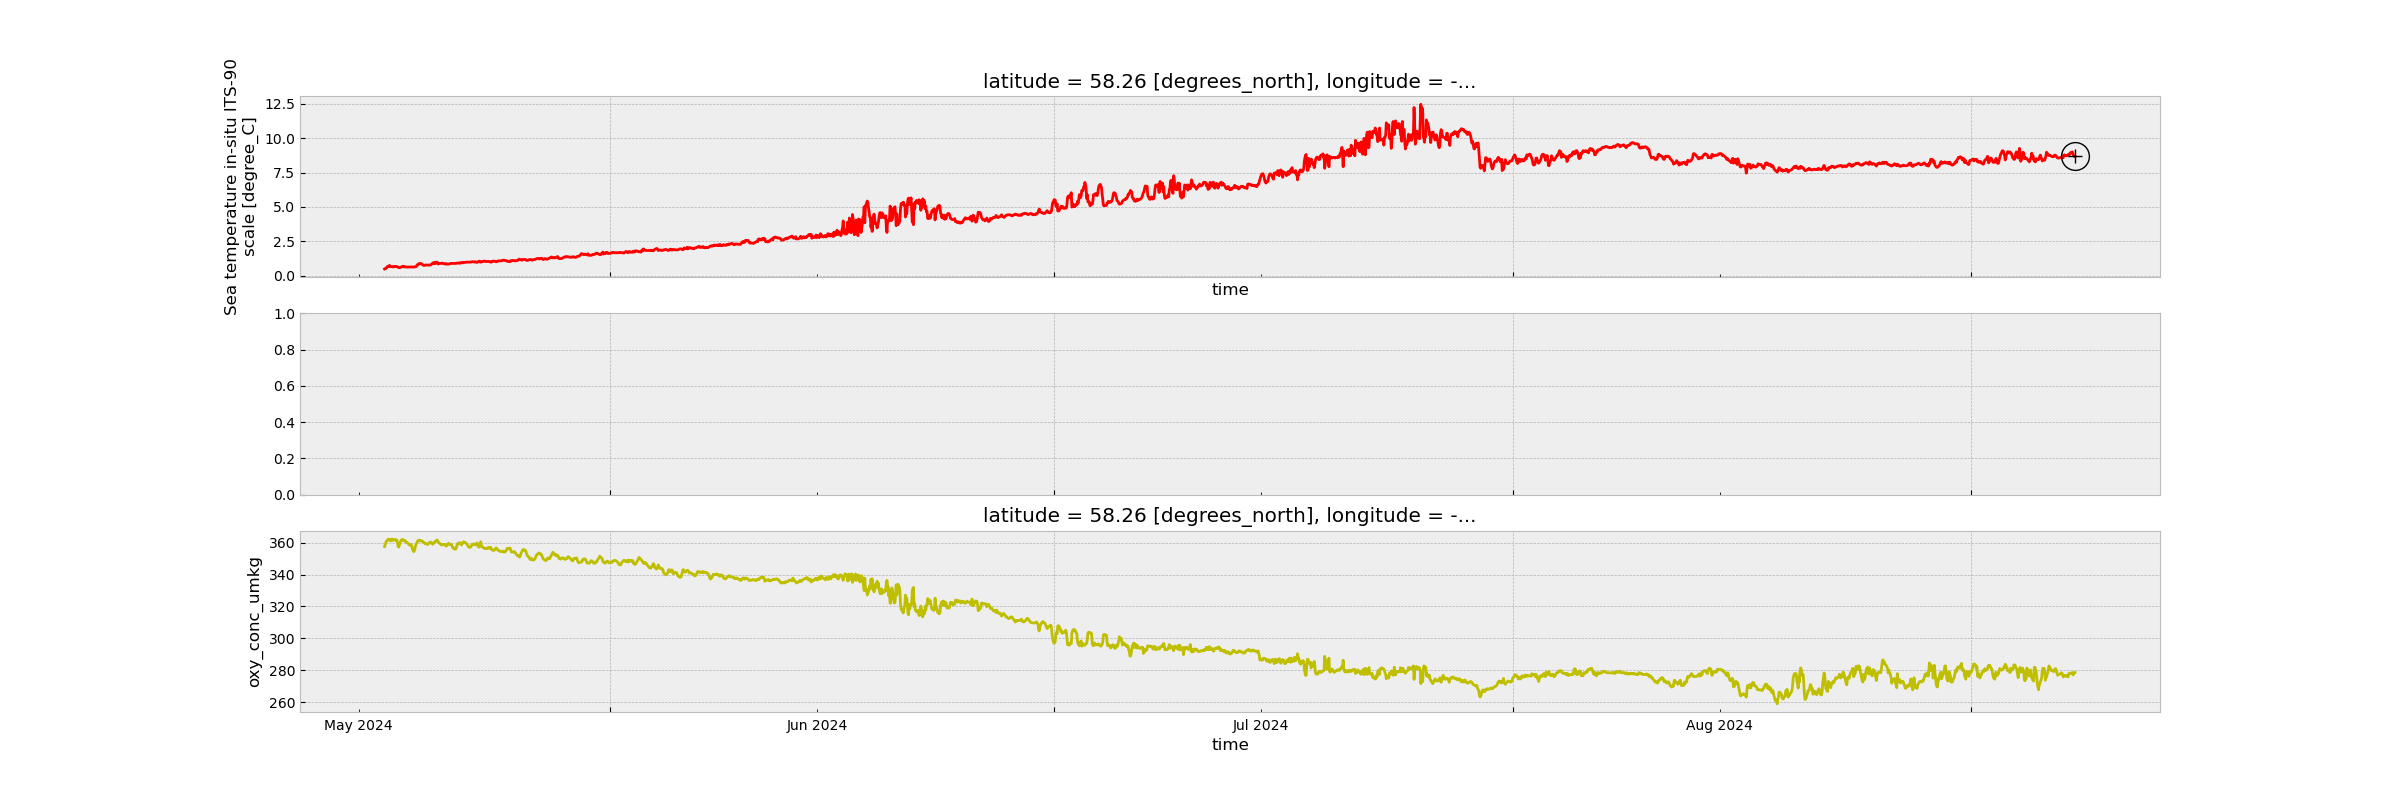 latitude = 58.26 [degrees_north], longitude = -...
Sea temperature in-situ ITS-90
scale [degree_C]
12.5
10.0
7.5
5.0
2.5
0.0
time
1.0
0.8
0.6
0.4
0.2
0.0
latitude = 58.26 [degrees_north], longitude = -...
oxy_conc_umkg
360
340
320
300
280
260
May 2024 Jun 2024 Jul 2024 Aug 2024
time